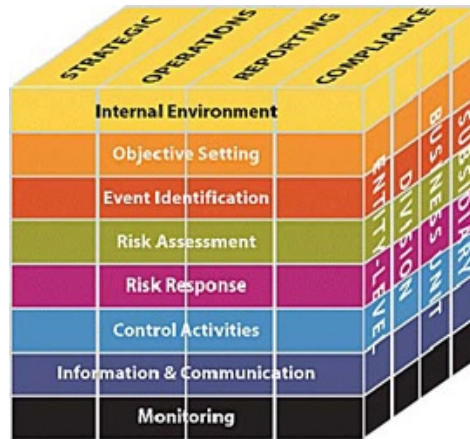 STRATEGIC
OPERATIONS
REPORTING
COMPLIANCE
Internal Environment
Objective Setting
Event Identification
Risk Assessment
Risk Response
Control Activities
Information & Communication
Monitoring
ENTITY-LEVEL
DIVISION
BUSINESS UNIT
SUBSIDIARY